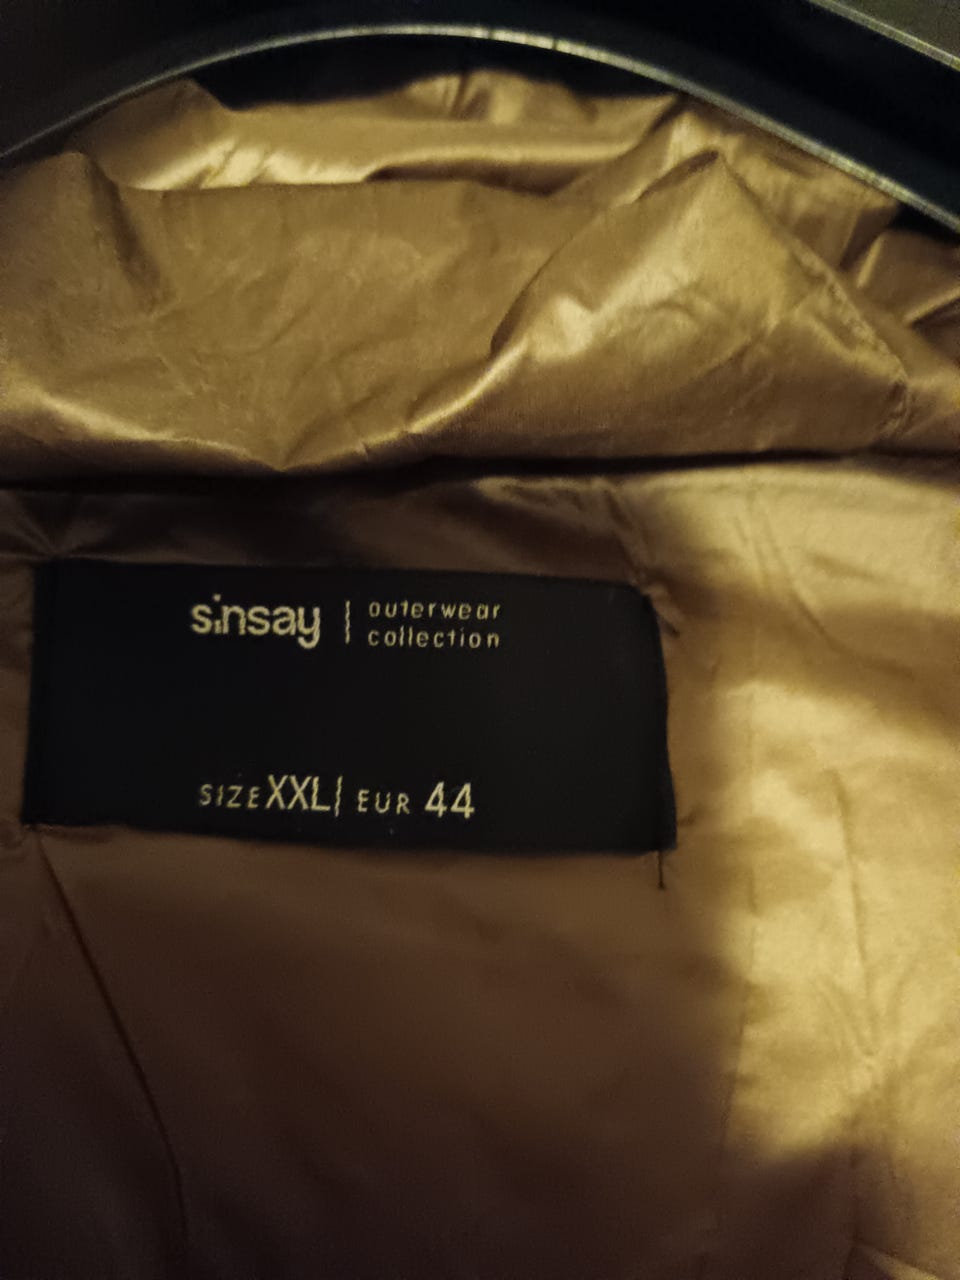 sinsay | outerwear
collection
SIZE XXL | EUR 44